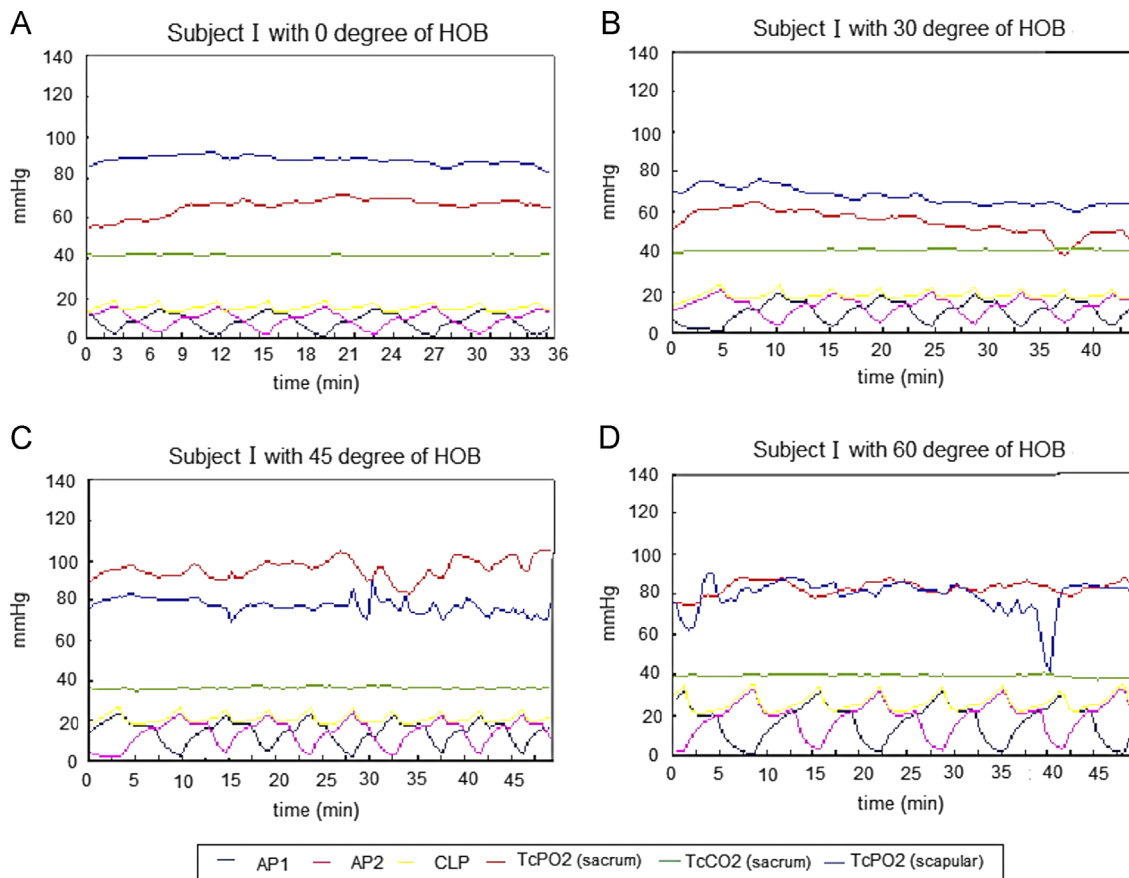 A
Subject I with 0 degree of HOB
140
120
100
80
60
40
20
0
mmHg
0 3 6 9 12 15 18 21 24 27 30 33 36
time (min)
B
Subject I with 30 degree of HOB
140
120
100
80
60
40
20
0
mmHg
0 5 10 15 20 25 30 35 40
time (min)
C
Subject I with 45 degree of HOB
140
120
100
80
60
40
20
0
mmHg
0 5 10 15 20 25 30 35 40 45
time (min)
D
Subject I with 60 degree of HOB
140
120
100
80
60
40
20
0
mmHg
0 5 10 15 20 25 30 35 40 45
time (min)
AP1 AP2 CLP TcPO2 (sacrum) TcCO2 (sacrum) TcPO2 (scapular)